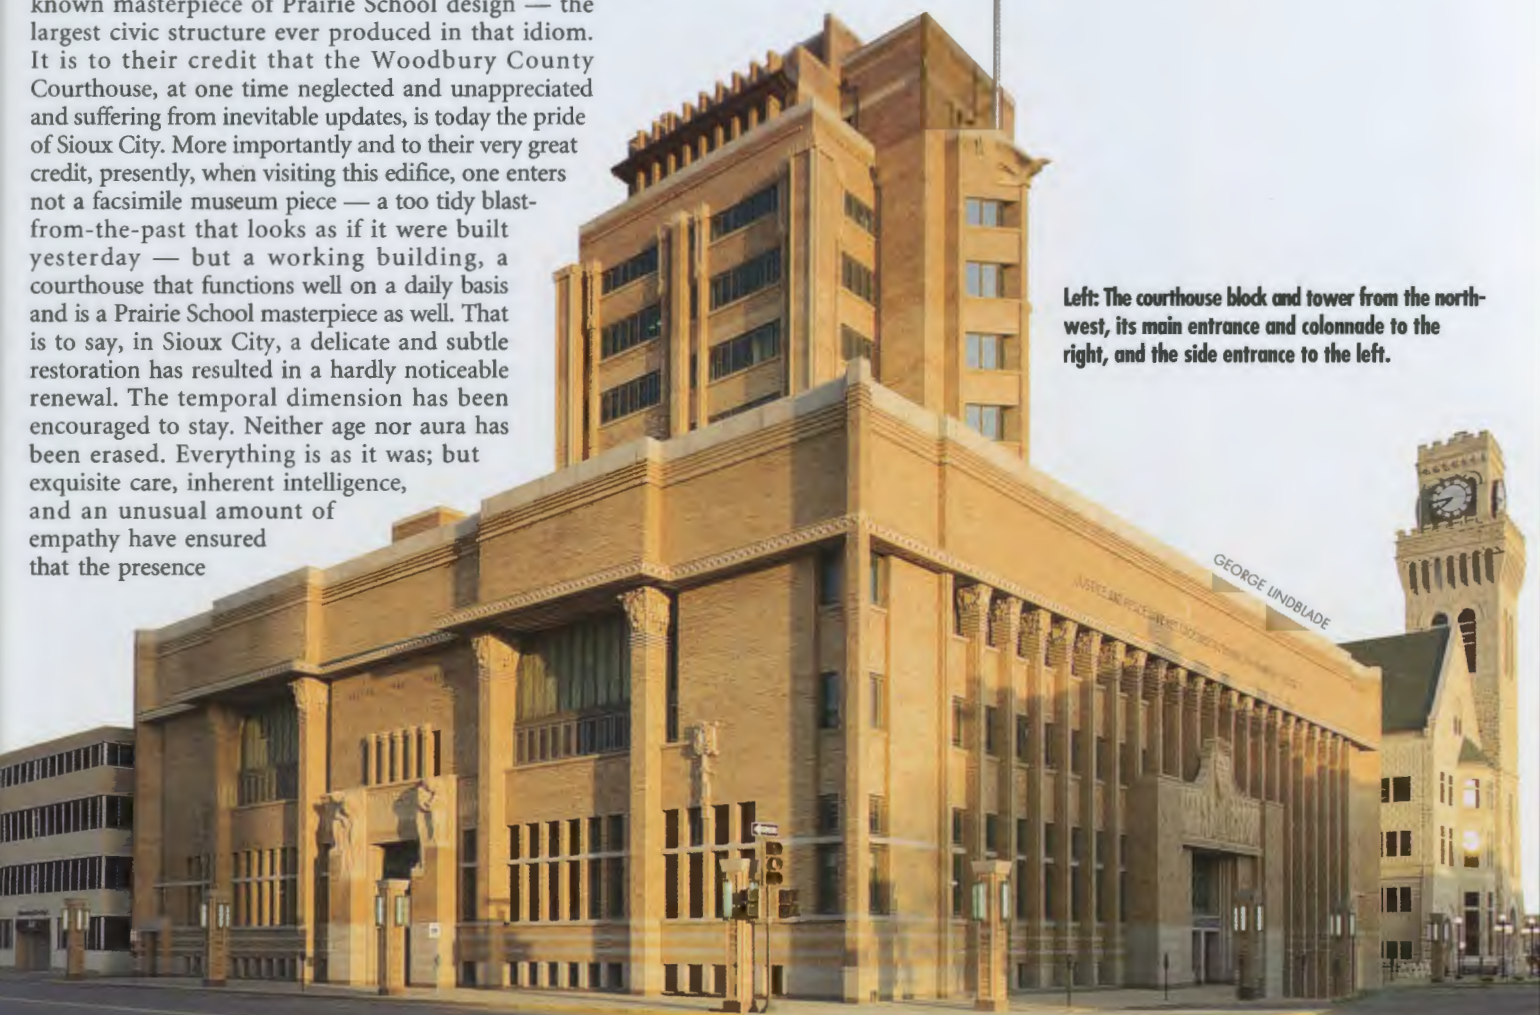 known masterpiece of Prairie School design — the
largest civic structure ever produced in that idiom.
It is to their credit that the Woodbury County
Courthouse, at one time neglected and unappreciated
and suffering from inevitable updates, is today the pride
of Sioux City. More importantly and to their very great
credit, presently, when visiting this edifice, one enters
not a facsimile museum piece — a too tidy blast-
from-the-past that looks as if it were built
yesterday — but a working building, a
courthouse that functions well on a daily basis
and is a Prairie School masterpiece as well. That
is to say, in Sioux City, a delicate and subtle
restoration has resulted in a hardly noticeable
renewal. The temporal dimension has been
encouraged to stay. Neither age nor aura has
been erased. Everything is as it was; but
exquisite care, inherent intelligence,
and an unusual amount of
empathy have ensured
that the presence
Left: The courthouse block and tower from the north-
west, its main entrance and colonnade to the
right, and the side entrance to the left.
GEORGE LINDBLADE
JUSTICE AND PEACE